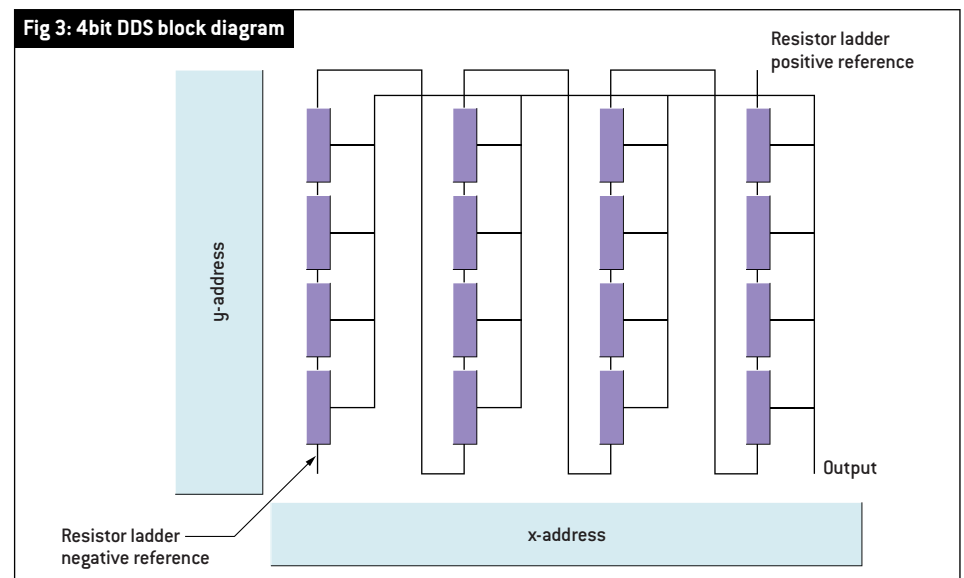 Fig 3: 4bit DDS block diagram
Resistor ladder
positive reference
y-address
Output
x-address
Resistor ladder
negative reference